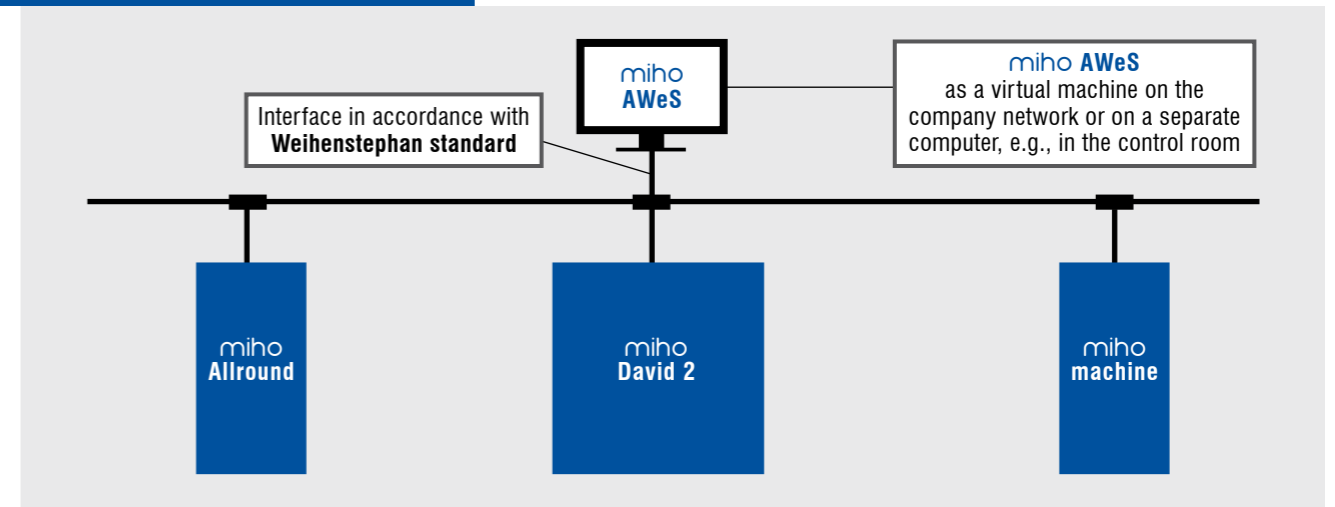 miho
AWeS
miho AWeS
as a virtual machine on the
company network or on a separate
computer, e.g., in the control room
Interface in accordance with
Weihenstephan standard
miho
Allround
miho
David 2
miho
machine